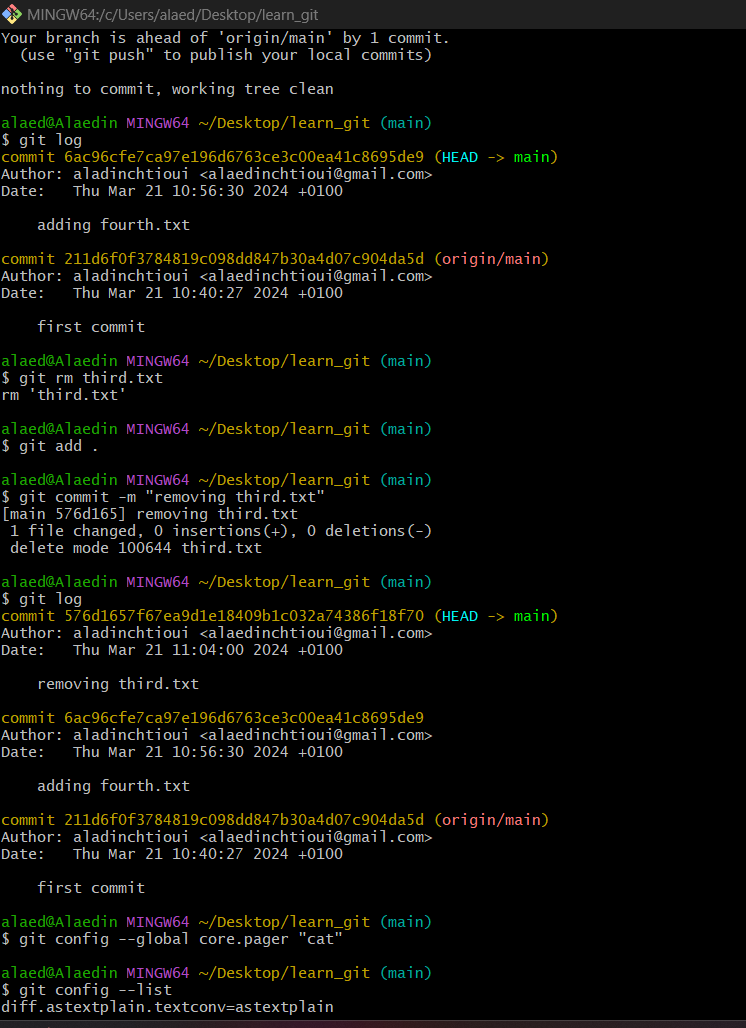 MINGW64:/c/Users/alaed/Desktop/learn_git
Your branch is ahead of 'origin/main' by 1 commit.
  (use "git push" to publish your local commits)
nothing to commit, working tree clean
alaed@Alaedin MINGW64 ~/Desktop/learn_git (main)
$ git log
commit 6ac96cfe7ca97e196d6763ce3c00ea41c8695de9 (HEAD -> main)
Author: aladinchtioui <alaedinchtioui@gmail.com>
Date:   Thu Mar 21 10:56:30 2024 +0100
    adding fourth.txt
commit 211d6f0f3784819c098dd847b30a4d07c904da5d (origin/main)
Author: aladinchtioui <alaedinchtioui@gmail.com>
Date:   Thu Mar 21 10:40:27 2024 +0100
    first commit
alaed@Alaedin MINGW64 ~/Desktop/learn_git (main)
$ git rm third.txt
rm 'third.txt'
alaed@Alaedin MINGW64 ~/Desktop/learn_git (main)
$ git add .
alaed@Alaedin MINGW64 ~/Desktop/learn_git (main)
$ git commit -m "removing third.txt"
[main 576d165] removing third.txt
 1 file changed, 0 insertions(+), 0 deletions(-)
 delete mode 100644 third.txt
alaed@Alaedin MINGW64 ~/Desktop/learn_git (main)
$ git log
commit 576d1657f67ea9d1e18409b1c032a74386f18f70 (HEAD -> main)
Author: aladinchtioui <alaedinchtioui@gmail.com>
Date:   Thu Mar 21 11:04:00 2024 +0100
    removing third.txt
commit 6ac96cfe7ca97e196d6763ce3c00ea41c8695de9
Author: aladinchtioui <alaedinchtioui@gmail.com>
Date:   Thu Mar 21 10:56:30 2024 +0100
    adding fourth.txt
commit 211d6f0f3784819c098dd847b30a4d07c904da5d (origin/main)
Author: aladinchtioui <alaedinchtioui@gmail.com>
Date:   Thu Mar 21 10:40:27 2024 +0100
    first commit
alaed@Alaedin MINGW64 ~/Desktop/learn_git (main)
$ git config --global core.pager "cat"
alaed@Alaedin MINGW64 ~/Desktop/learn_git (main)
$ git config --list
diff.astextplain.textconv=astextplain